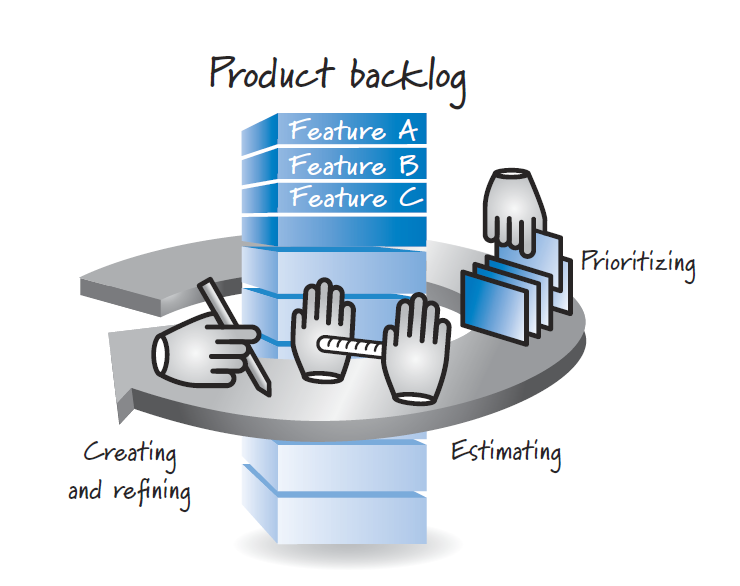 Product backlog
Feature A
Feature B
Feature C
Prioritizing
Estimating
Creating
and refining